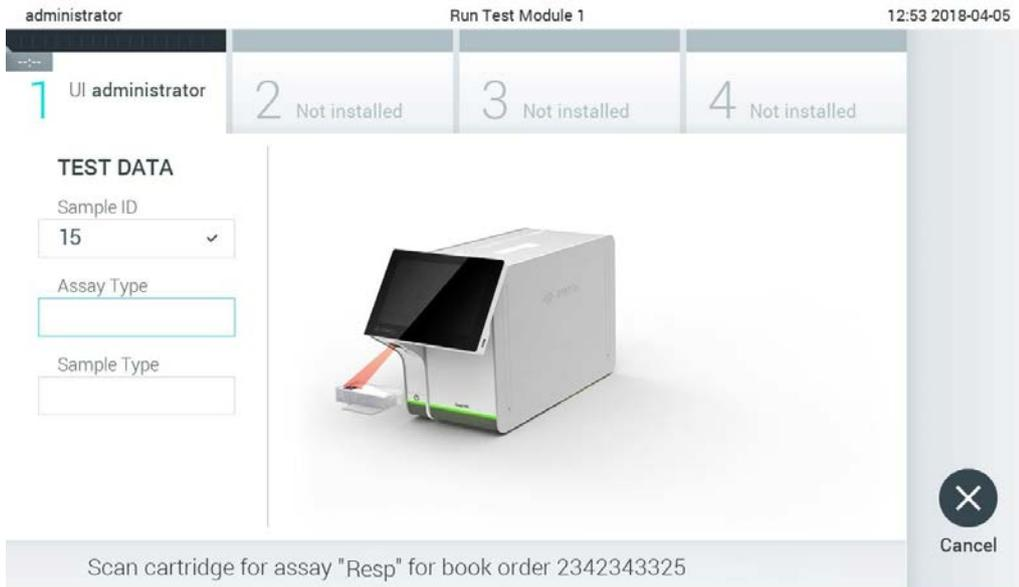 administrator Run Test Module 1 12:53 2018-04-05
--:--
1 UI administrator 2 Not installed 3 Not installed 4 Not installed
TEST DATA
Sample ID
15
Assay Type
Sample Type
Cancel
Scan cartridge for assay "Resp" for book order 2342343325